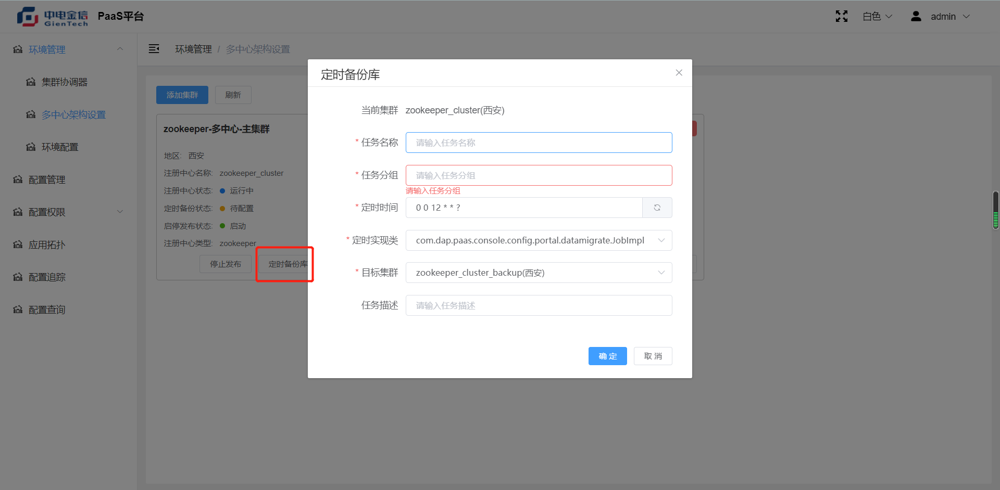 中电金信
GienTech
PaaS平台
白色
admin
环境管理
集群协调器
多中心架构设置
环境配置
配置管理
配置权限
应用拓扑
配置追踪
配置查询
环境管理 / 多中心架构设置
添加集群
刷新
zookeeper-多中心-主集群
地区: 西安
注册中心名称: zookeeper_cluster
注册中心状态: 运行中
定时备份状态: 待配置
启停发布状态: 启动
注册中心类型: zookeeper
停止发布
定时备份库
定时备份库
当前集群 zookeeper_cluster(西安)
* 任务名称 请输入任务名称
* 任务分组 请输入任务分组
请输入任务分组
* 定时时间 0 0 12 * * ?
* 定时实现类 com.dap.paas.console.config.portal.datamigrate.JobImpl
* 目标集群 zookeeper_cluster_backup(西安)
任务描述 请输入任务描述
确 定
取 消